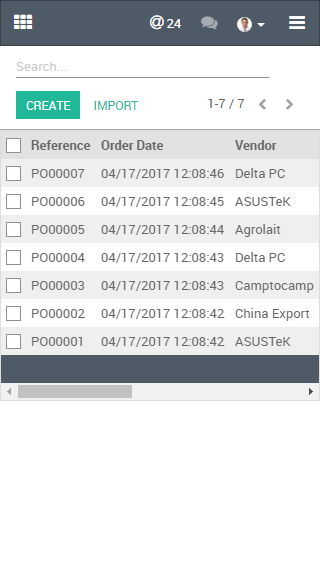 @ 24
Search...
CREATE IMPORT 1-7 / 7
Reference Order Date Vendor
PO00007 04/17/2017 12:08:46 Delta PC
PO00006 04/17/2017 12:08:45 ASUSTeK
PO00005 04/17/2017 12:08:44 Agrolait
PO00004 04/17/2017 12:08:43 Delta PC
PO00003 04/17/2017 12:08:43 Camptocamp
PO00002 04/17/2017 12:08:42 China Export
PO00001 04/17/2017 12:08:42 ASUSTeK